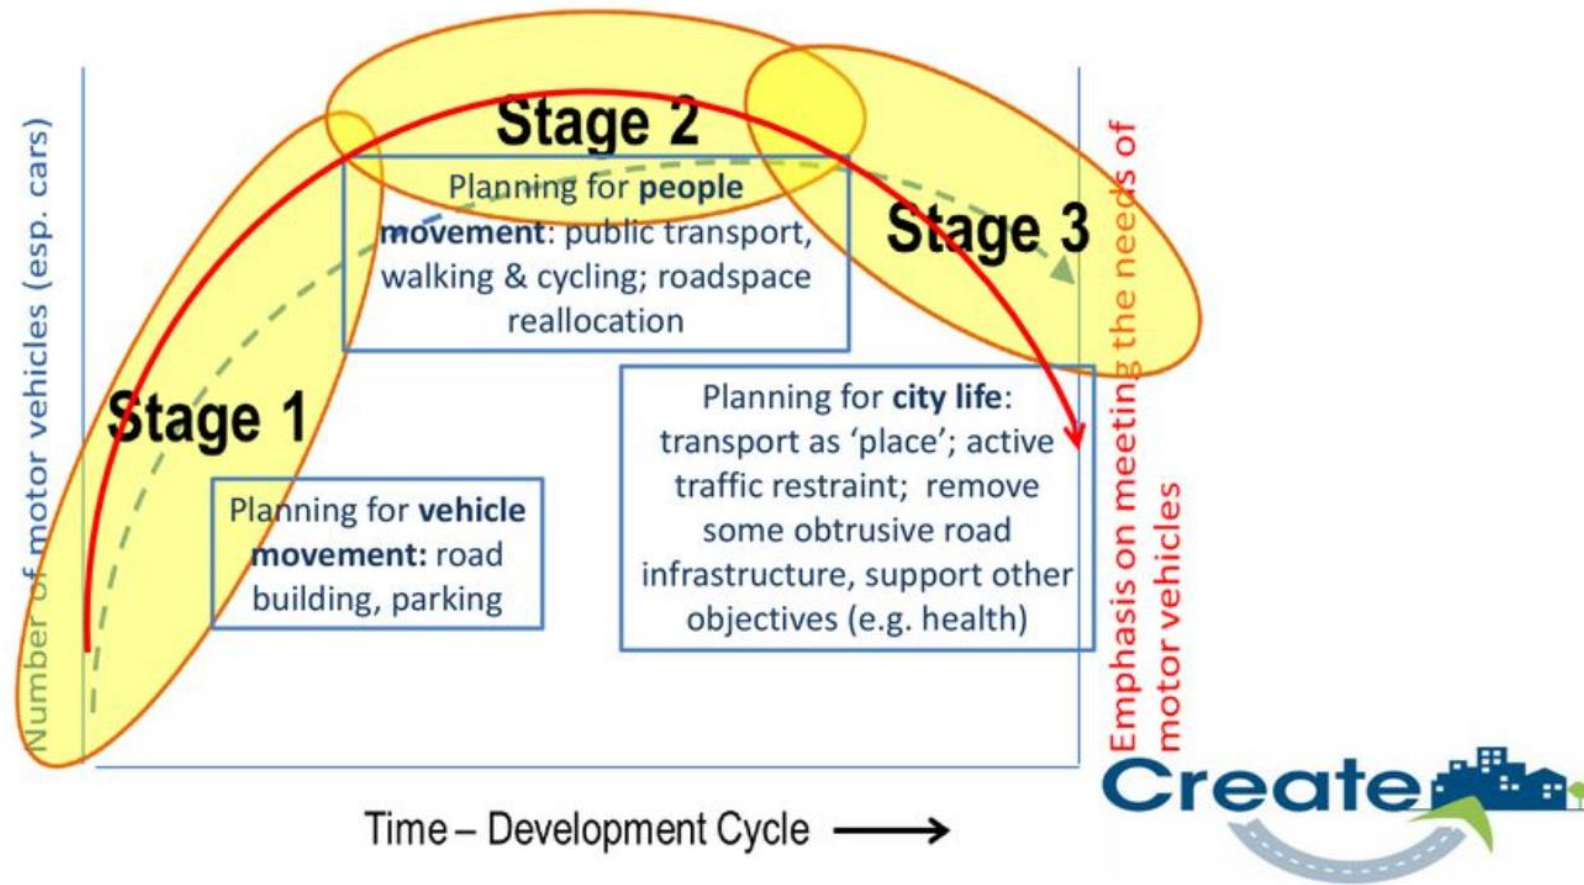 Number of motor vehicles (esp. cars)
Stage 1
Planning for vehicle
movement: road
building, parking
Stage 2
Planning for people
movement: public transport,
walking & cycling; roadspace
reallocation
Stage 3
Planning for city life:
transport as ‘place’; active
traffic restraint; remove
some obtrusive road
infrastructure, support other
objectives (e.g. health)
Emphasis on meeting the needs of
motor vehicles
Time – Development Cycle
Create